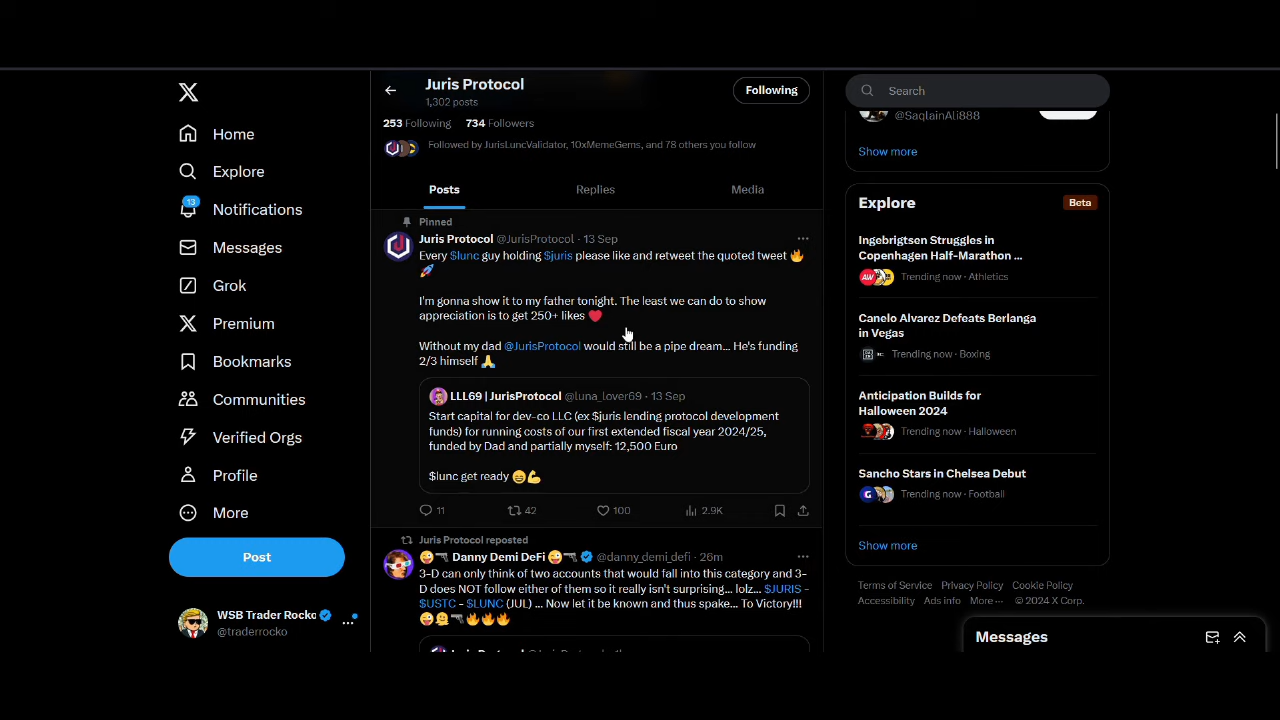 Home
Explore
13
Notifications
Messages
Grok
Premium
Bookmarks
Communities
Verified Orgs
Profile
More
Post
WSB Trader Rocko
@traderrocko
Juris Protocol
1,302 posts
Following
253 Following 734 Followers
Followed by JurisLuncValidator, 10xMemeGems, and 78 others you follow
Posts Replies Media
Pinned
Juris Protocol @JurisProtocol · 13 Sep
Every $lunc guy holding $juris please like and retweet the quoted tweet 🔥
🚀
I'm gonna show it to my father tonight. The least we can do to show
appreciation is to get 250+ likes ❤️
Without my dad @JurisProtocol would still be a pipe dream... He's funding
2/3 himself 🙏
LLL69 | JurisProtocol @luna_lover69 · 13 Sep
Start capital for dev-co LLC (ex $juris lending protocol development
funds) for running costs of our first extended fiscal year 2024/25,
funded by Dad and partially myself: 12,500 Euro
$lunc get ready 😄💪
11 42 100 2.9K
Juris Protocol reposted
😜🔫 Danny Demi DeFi 😜🔫 @danny_demi_defi · 26m
3-D can only think of two accounts that would fall into this category and 3-
D does NOT follow either of them so it really isn't surprising... lolz... $JURIS -
$USTC - $LUNC (JUL) ... Now let it be known and thus spake... To Victory!!!
😜🫠🔫🔥🔥🔥
Search
@SaqlainAli888
Show more
Explore
Beta
Ingebrigtsen Struggles in
Copenhagen Half-Marathon ...
Trending now · Athletics
Canelo Alvarez Defeats Berlanga
in Vegas
Trending now · Boxing
Anticipation Builds for
Halloween 2024
Trending now · Halloween
Sancho Stars in Chelsea Debut
Trending now · Football
Show more
Terms of Service Privacy Policy Cookie Policy
Accessibility Ads info More ··· © 2024 X Corp.
Messages